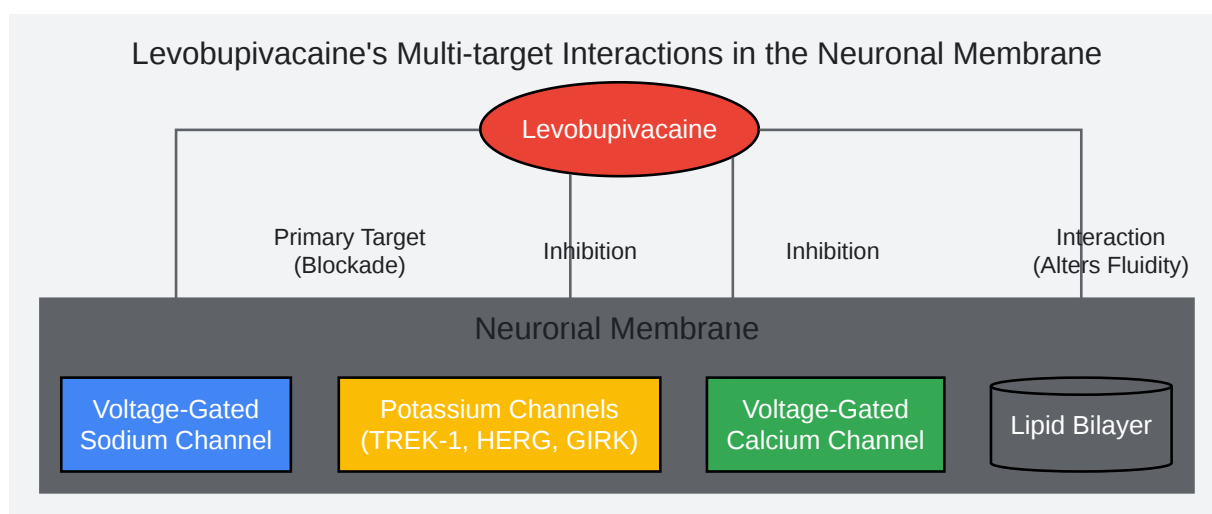 Levobupivacaine's Multi-target Interactions in the Neuronal Membrane
Levobupivacaine
Primary Target
(Blockade)
Inhibition
Inhibition
Interaction
(Alters Fluidity)
Neuronal Membrane
Voltage-Gated
Sodium Channel
Potassium Channels
(TREK-1, HERG, GIRK)
Voltage-Gated
Calcium Channel
Lipid Bilayer